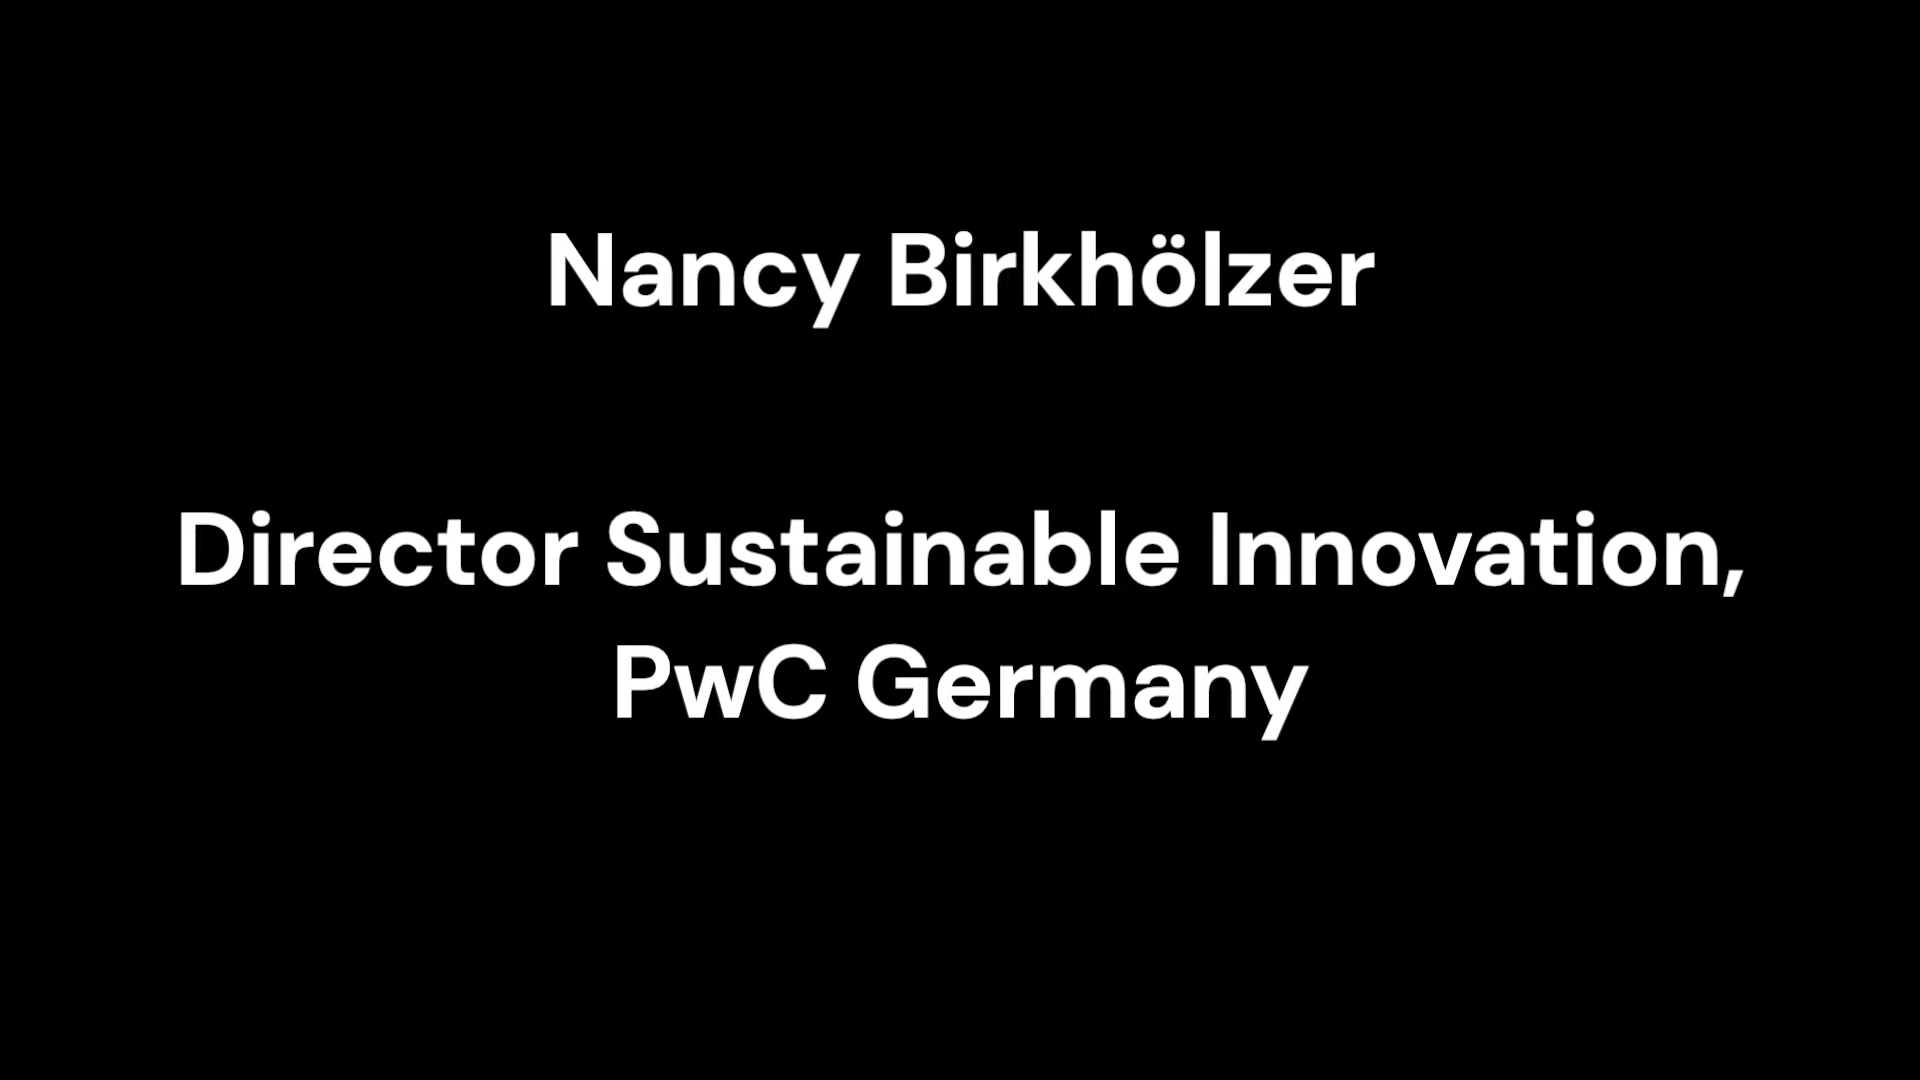 Nancy Birkhölzer
Director Sustainable Innovation,
PwC Germany